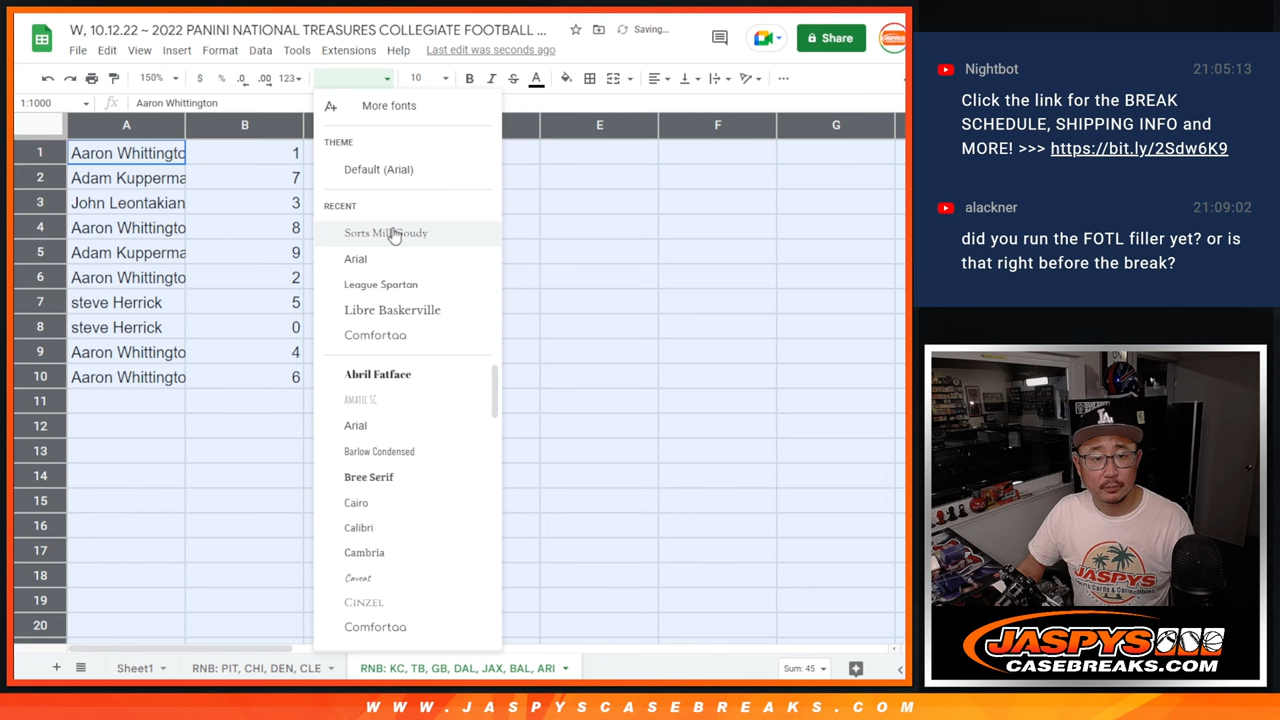 W, 10.12.22 ~ 2022 PANINI NATIONAL TREASURES COLLEGIATE FOOTBALL ...
Saving...
File Edit View Insert Format Data Tools Extensions Help Last edit was seconds ago
Share
150% $ % .0 .00 123 10 B I S A
1:1000 fx Aaron Whittington
A B E F G
1 Aaron Whittingto 1
2 Adam Kupperma 7
3 John Leontakian 3
4 Aaron Whittingto 8
5 Adam Kupperma 9
6 Aaron Whittingto 2
7 steve Herrick 5
8 steve Herrick 0
9 Aaron Whittingto 4
10 Aaron Whittingto 6
11
12
13
14
15
16
17
18
19
20
More fonts
THEME
Default (Arial)
RECENT
Sorts Mill Goudy
Arial
League Spartan
Libre Baskerville
Comfortaa
Abril Fatface
Amatic SC
Arial
Barlow Condensed
Bree Serif
Cairo
Calibri
Cambria
Caveat
CINZEL
Comfortaa
Sheet1 RNB: PIT, CHI, DEN, CLE RNB: KC, TB, GB, DAL, JAX, BAL, ARI Sum: 45
Nightbot 21:05:13
Click the link for the BREAK
SCHEDULE, SHIPPING INFO and
MORE! >>> https://bit.ly/2Sdw6K9
alackner 21:09:02
did you run the FOTL filler yet? or is
that right before the break?
ON
LA
JASPYS
JASPYS
CASEBREAKS.COM
WWW.JASPYSCASEBREAKS.COM